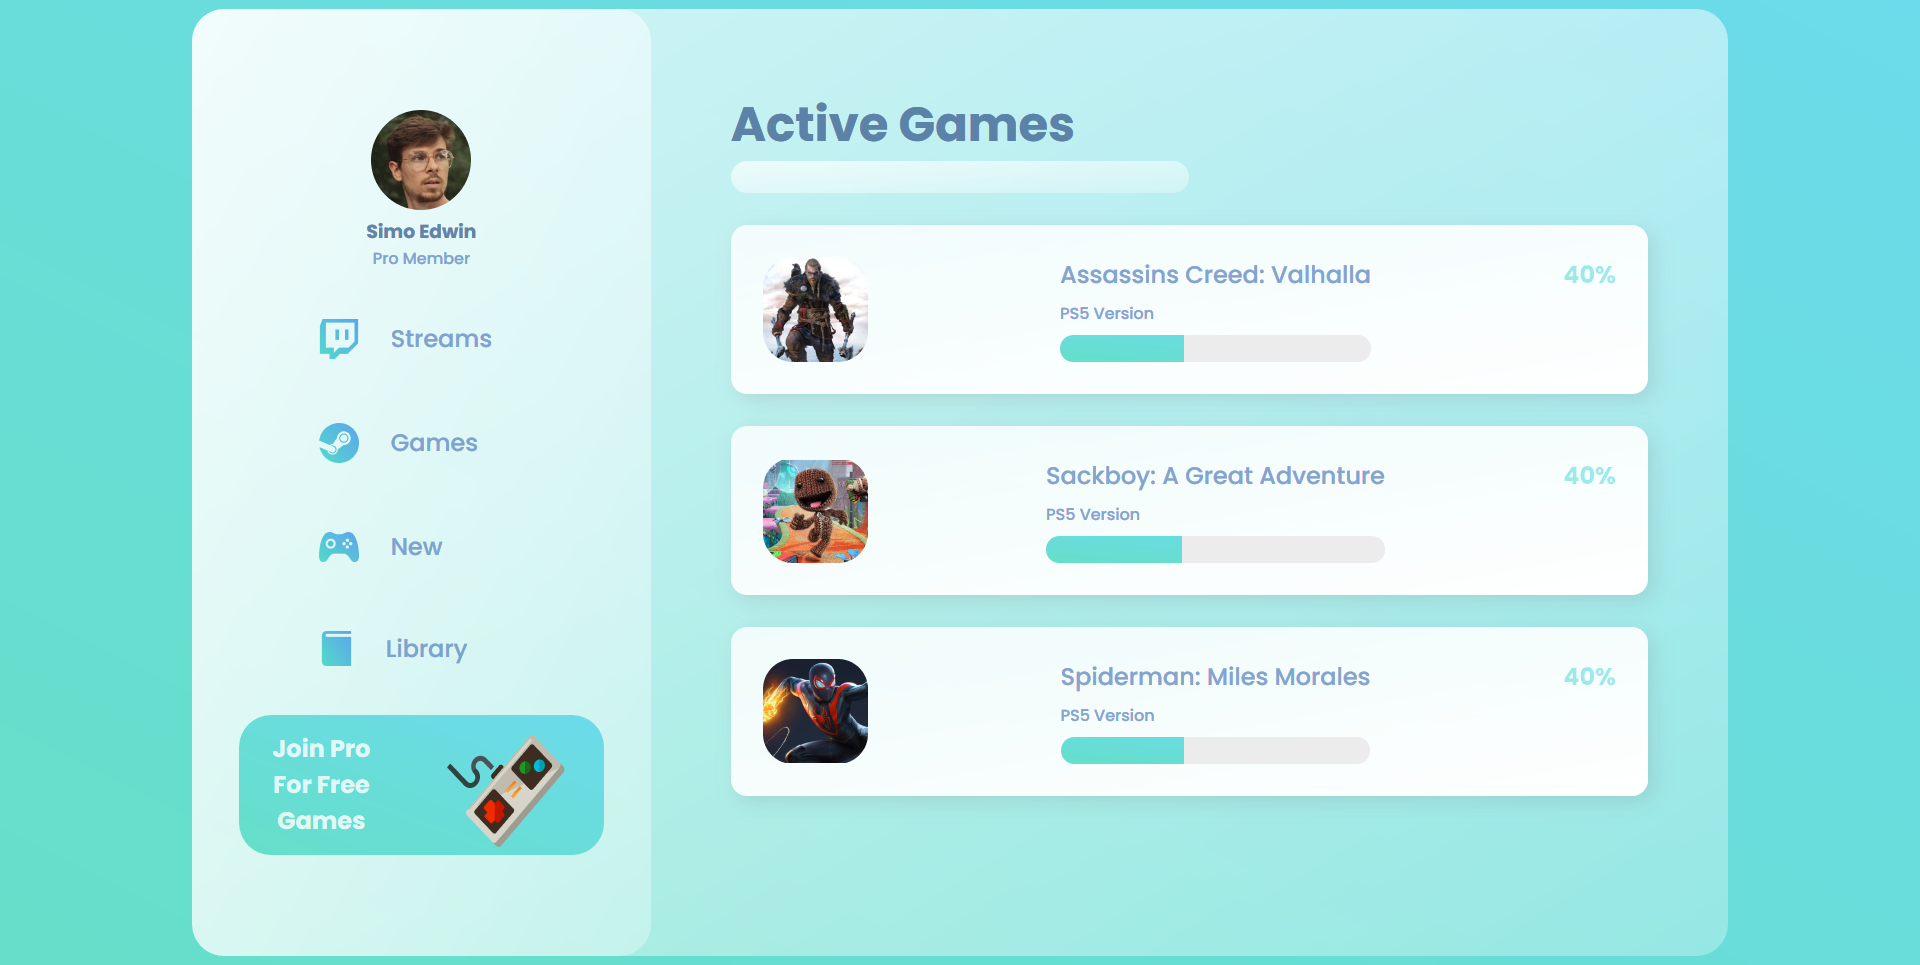 Simo Edwin
Pro Member
Streams
Games
New
Library
Join Pro
For Free
Games
Active Games
Assassins Creed: Valhalla
40%
PS5 Version
Sackboy: A Great Adventure
40%
PS5 Version
Spiderman: Miles Morales
40%
PS5 Version